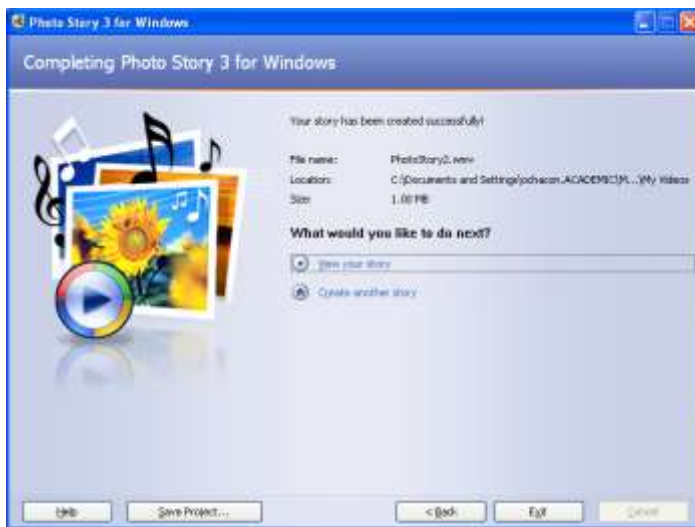 Photo Story 3 for Windows
Completing Photo Story 3 for Windows
Your story has been created successfully!
File name: PhotoStory2.wmv
Location: C:\Documents and Settings\pchacon.ACADEMIC\M...\My Videos
Size: 1.00 MB
What would you like to do next?
View your story
Create another story
Help Save Project... < Back Exit Cancel